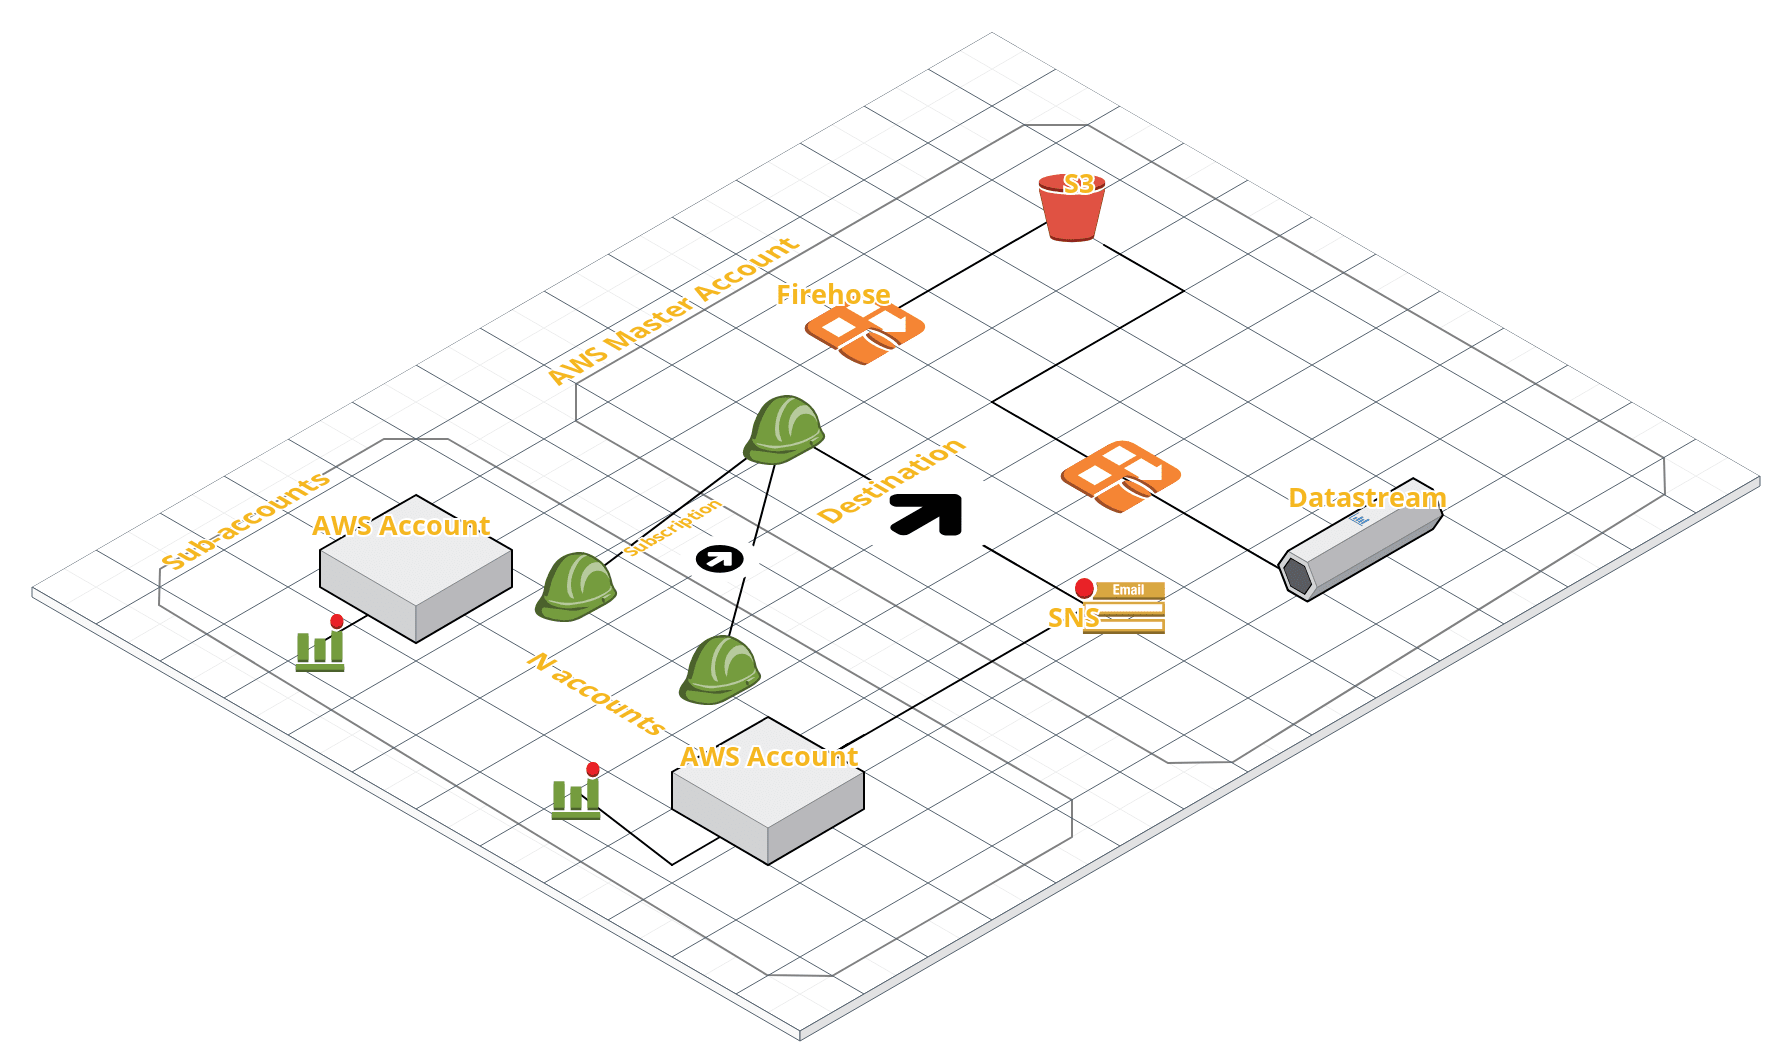 S3
AWS Master Account
Firehose
Destination
Datastream
Sub-accounts
AWS Account
Subscription
Email
SNS
N accounts
AWS Account